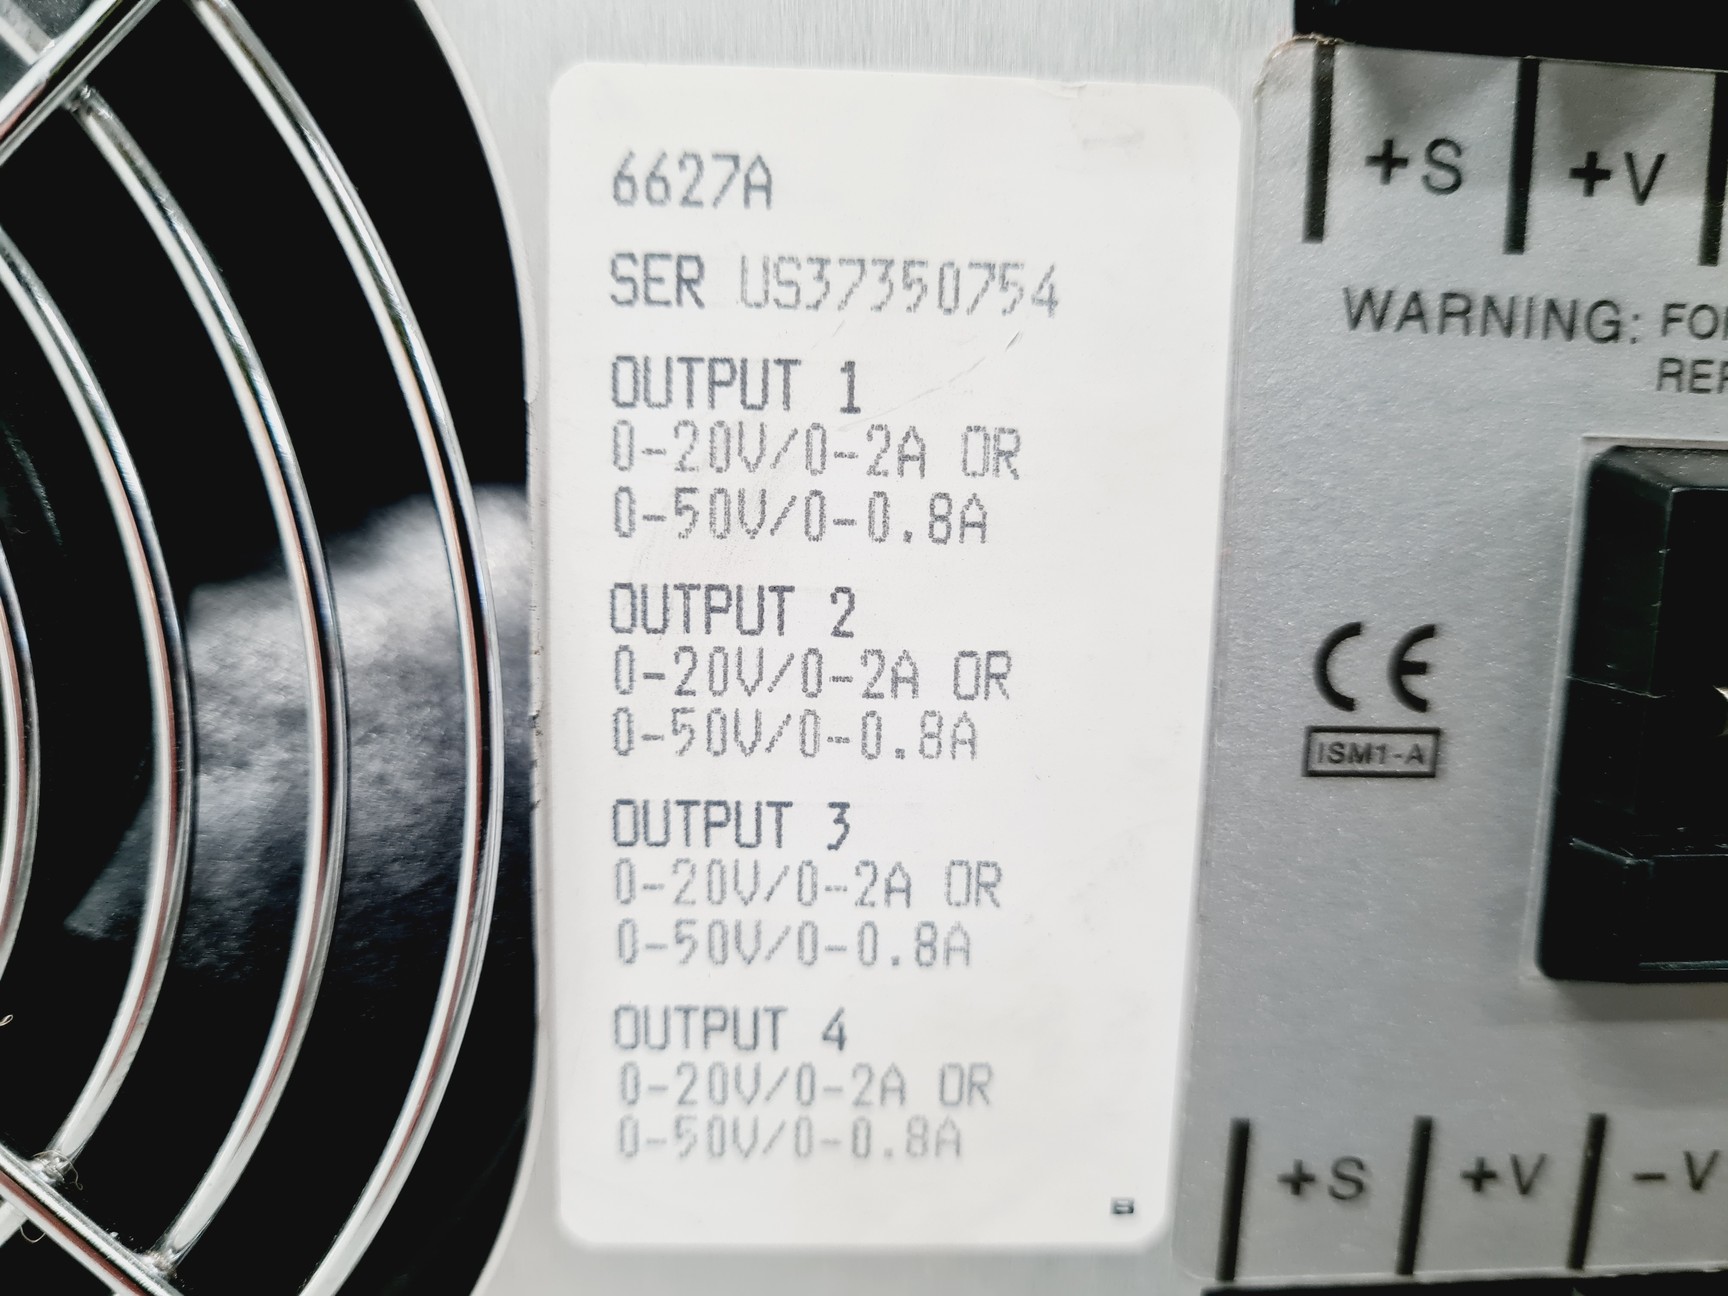 6627A
SER US37350754
OUTPUT 1
0-20V/0-2A OR
0-50V/0-0.8A
OUTPUT 2
0-20V/0-2A OR
0-50V/0-0.8A
OUTPUT 3
0-20V/0-2A OR
0-50V/0-0.8A
OUTPUT 4
0-20V/0-2A OR
0-50V/0-0.8A
+S +V
WARNING:
CE
ISM1-A
+S +V -V